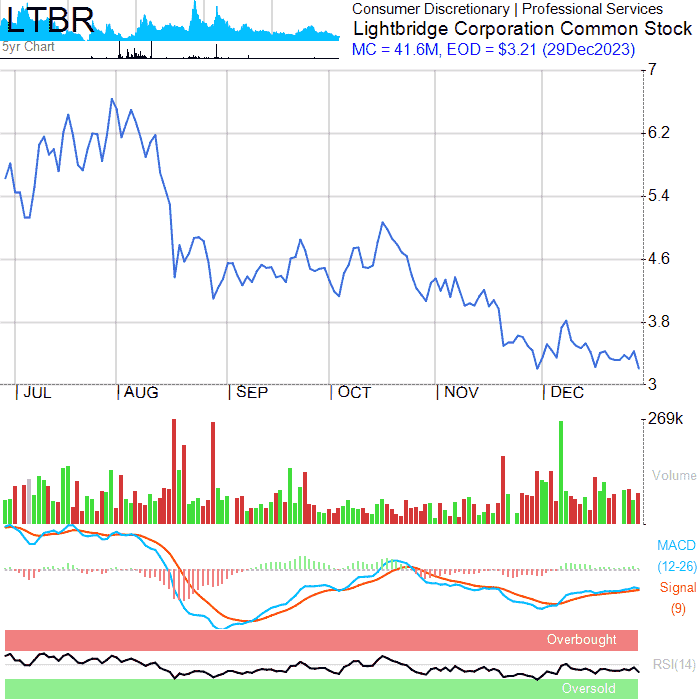 LTBR
5yr Chart
Consumer Discretionary | Professional Services
Lightbridge Corporation Common Stock
MC = 41.6M, EOD = $3.21 (29Dec2023)
7
6.2
5.4
4.6
3.8
3
JUL AUG SEP OCT NOV DEC
269k
Volume
MACD
(12-26)
Signal
(9)
Overbought
RSI(14)
Oversold